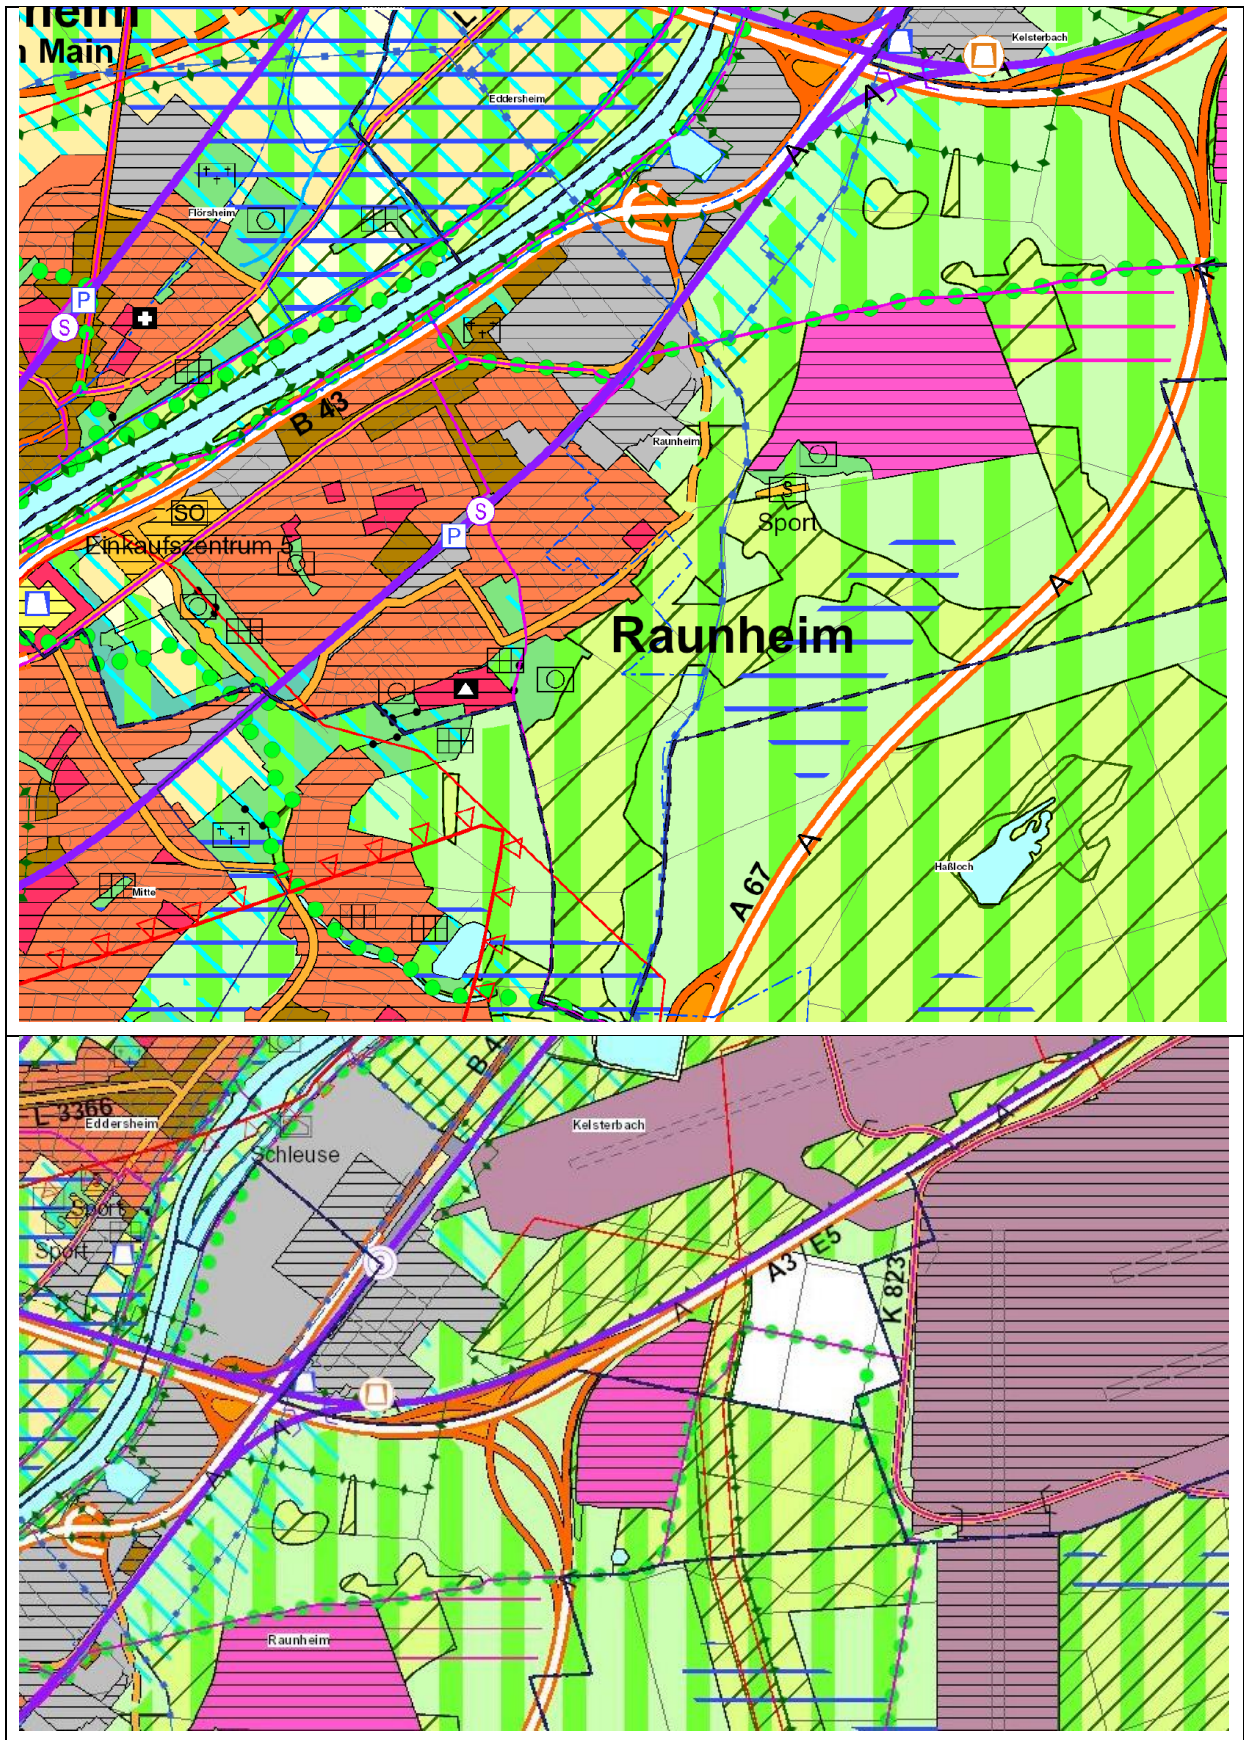 heim
n Main
L
Kelsterbach
Eddersheim
A
A
Flörsheim
P
S
A
B 43
Raunheim
S
SO
P
Einkaufszentrum 5
S
Sport
A
Raunheim
A
Haßloch
A 67
Mitte
B 4
L 3366
Eddersheim
Kelsterbach
A
Schleuse
Sport
S
S
Sport
S
A3 / E5
K 823
A
A
A
A
Raunheim